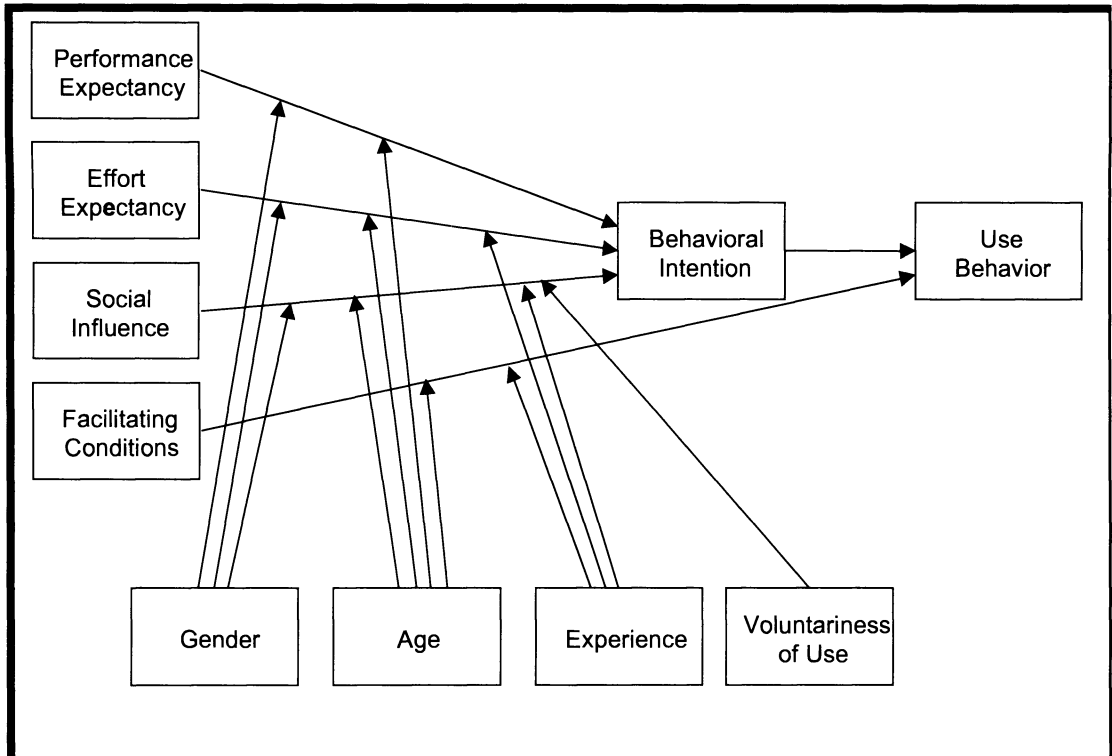 Performance
Expectancy
Effort
Expectancy
Social
Influence
Facilitating
Conditions
Behavioral
Intention
Use
Behavior
Gender
Age
Experience
Voluntariness
of Use